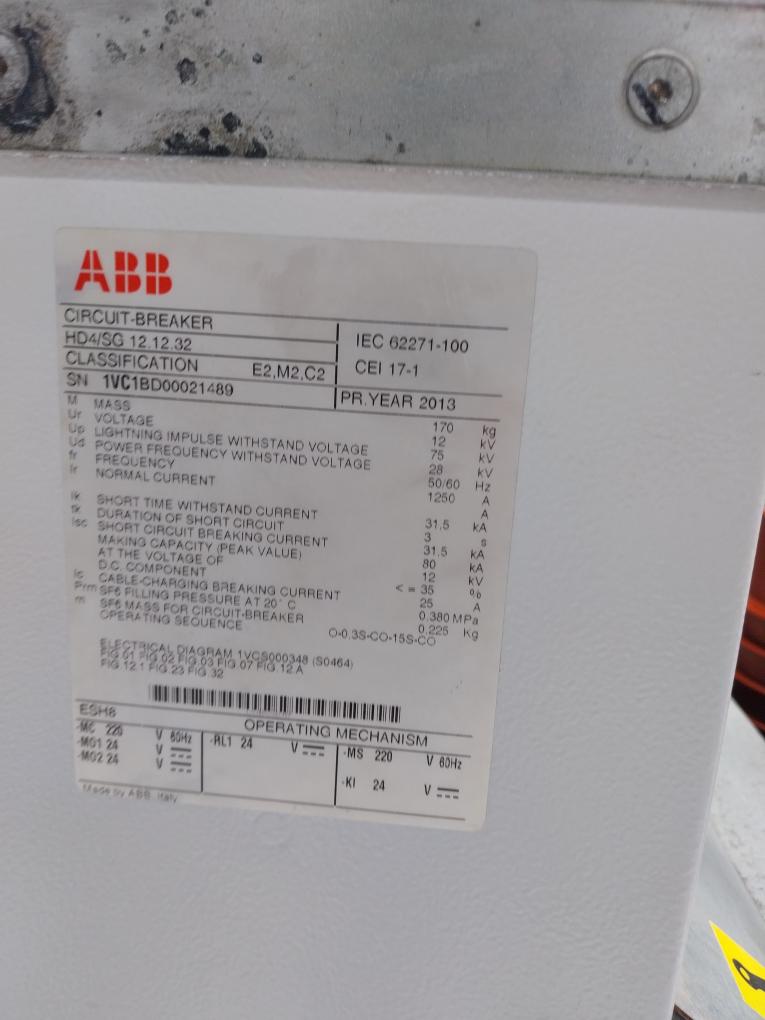 ABB
CIRCUIT-BREAKER
HD4/SG 12.12.32
IEC 62271-100
CLASSIFICATION E2,M2,C2
CEI 17-1
SN 1VC1BD00021489
PR.YEAR 2013
M MASS 170 kg
Ur VOLTAGE 12 kV
Up LIGHTNING IMPULSE WITHSTAND VOLTAGE 75 kV
Ud POWER FREQUENCY WITHSTAND VOLTAGE 28 kV
fr FREQUENCY 50/60 Hz
Ir NORMAL CURRENT 1250 A
A
Ik SHORT TIME WITHSTAND CURRENT 31,5 kA
tk DURATION OF SHORT CIRCUIT 3 s
Isc SHORT CIRCUIT BREAKING CURRENT 31,5 kA
MAKING CAPACITY (PEAK VALUE) 80 kA
AT THE VOLTAGE OF 12 kV
D.C. COMPONENT <= 35 %
Ic CABLE-CHARGING BREAKING CURRENT 25 A
Prm SF6 FILLING PRESSURE AT 20° C 0.380 MPa
m SF6 MASS FOR CIRCUIT-BREAKER 0,225 Kg
OPERATING SEQUENCE O-0.3S-CO-15S-CO
ELECTRICAL DIAGRAM 1VCS000348 (S0464)
FIG.01 FIG.02 FIG.03 FIG.07 FIG.12.A
FIG.12.1 FIG.23 FIG.32
ESH8 OPERATING MECHANISM
-MC 220 V 60Hz
-MO1 24 V
-MO2 24 V
-RL1 24 V
-MS 220 V 60Hz
-KI 24 V
Made by ABB Italy